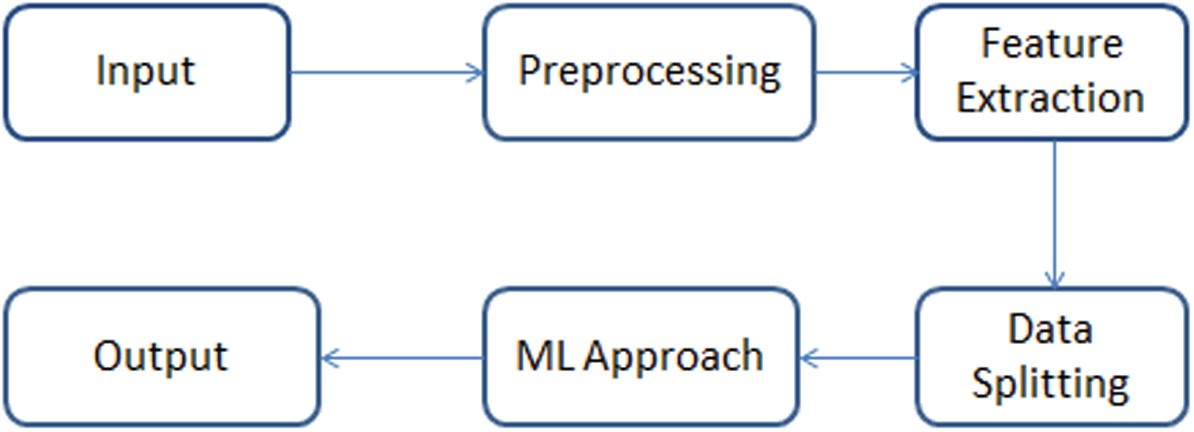 Input
Preprocessing
Feature
Extraction
Data
Splitting
ML Approach
Output